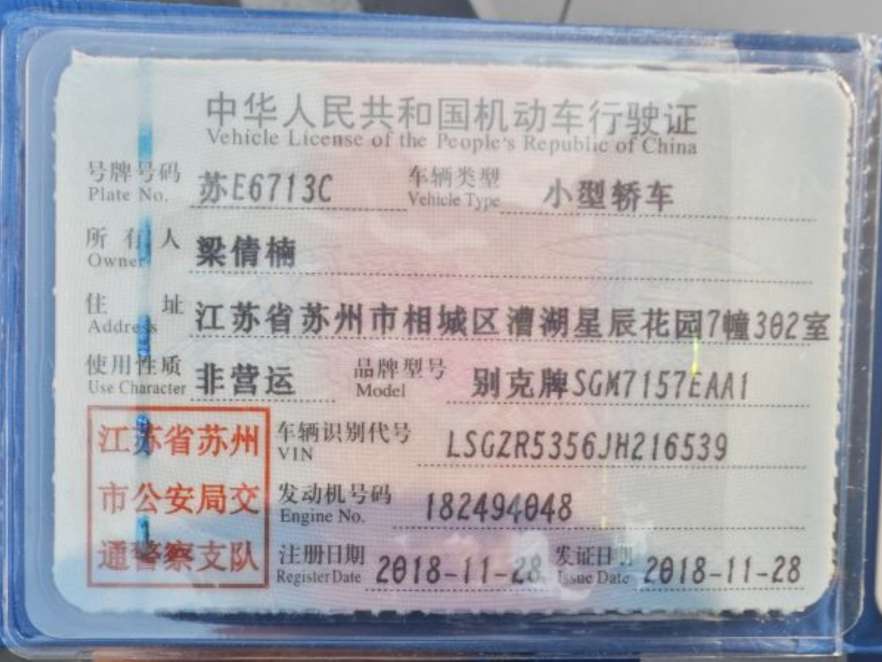 中华人民共和国机动车行驶证
Vehicle License of the People's Republic of China
号牌号码 苏E6713C 车辆类型 小型轿车
Plate No. Vehicle Type
所有人 梁倩楠
Owner
住址 江苏省苏州市相城区漕湖星辰花园7幢302室
Address
使用性质 非营运 品牌型号 别克牌SGM7157EAA1
Use Character Model
江苏省苏州 车辆识别代号 LSGZR5356JH216539
VIN
市公安局交 发动机号码 182494048
Engine No.
通警察支队 注册日期 2018-11-28 发证日期 2018-11-28
Register Date Issue Date